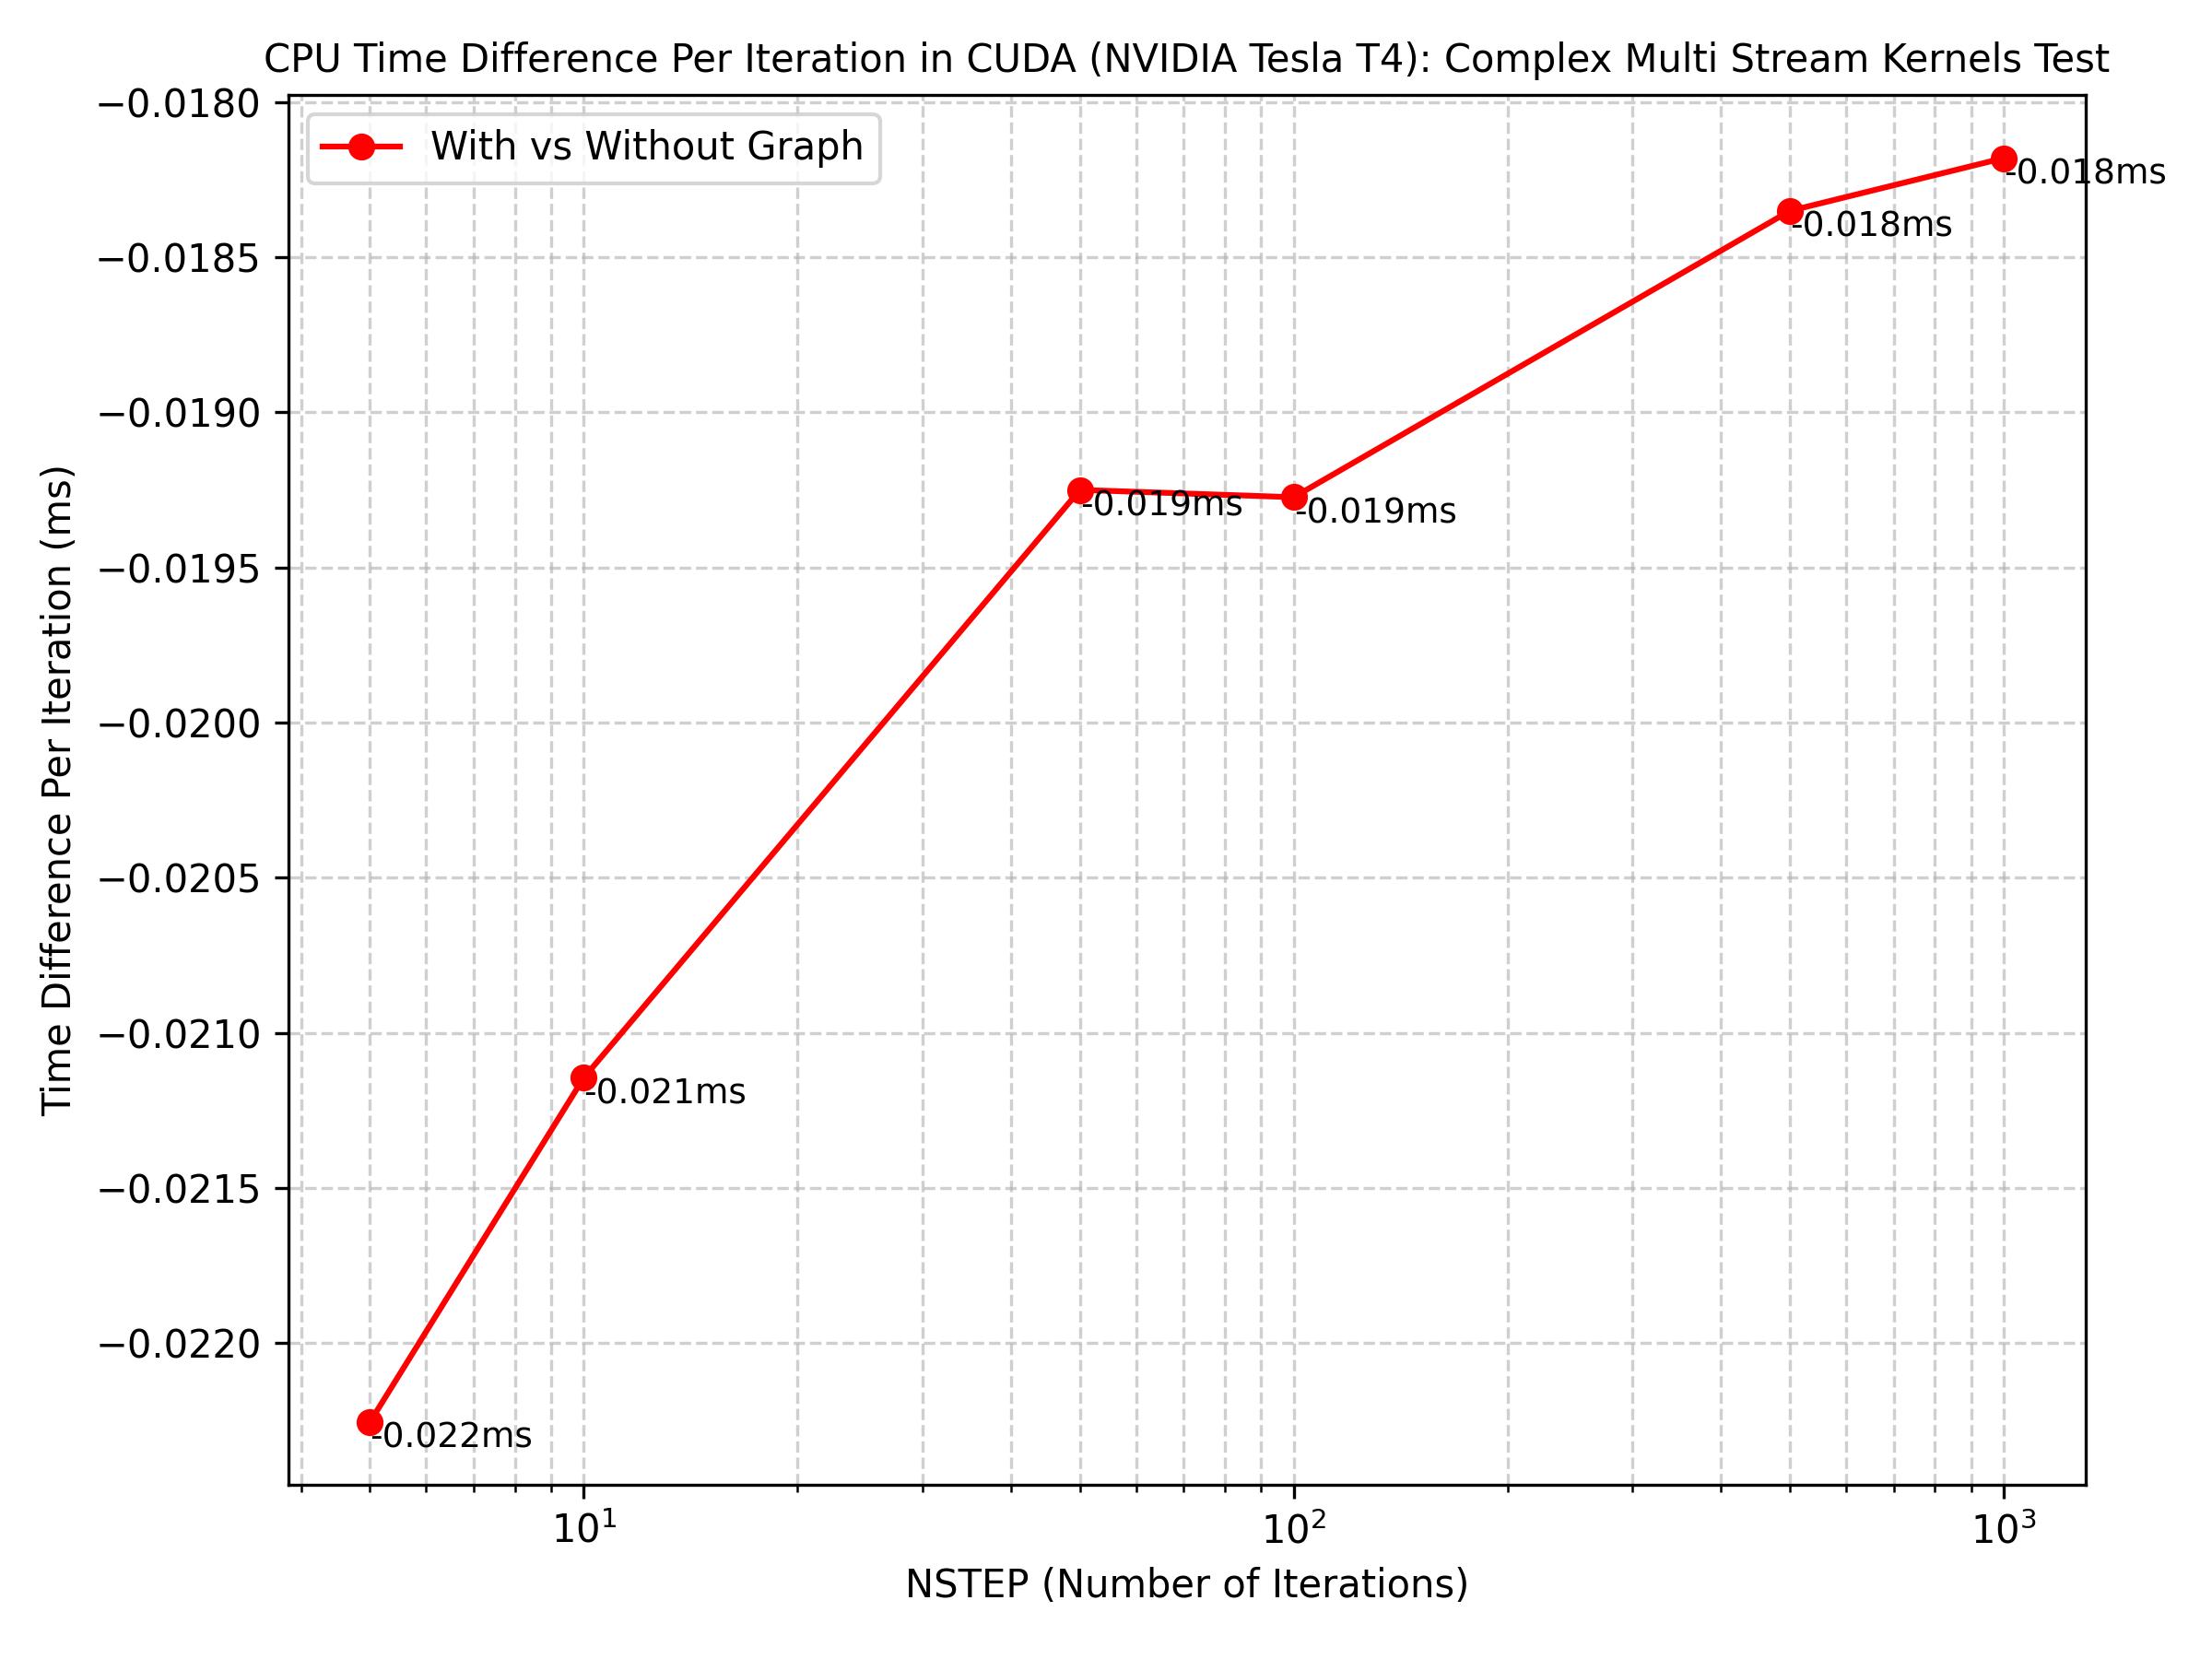 CPU Time Difference Per Iteration in CUDA (NVIDIA Tesla T4): Complex Multi Stream Kernels Test
With vs Without Graph
Time Difference Per Iteration (ms)
−0.0180
−0.0185
−0.0190
−0.0195
−0.0200
−0.0205
−0.0210
−0.0215
−0.0220
-0.022ms
-0.021ms
-0.019ms
-0.019ms
-0.018ms
-0.018ms
10¹
10²
10³
NSTEP (Number of Iterations)